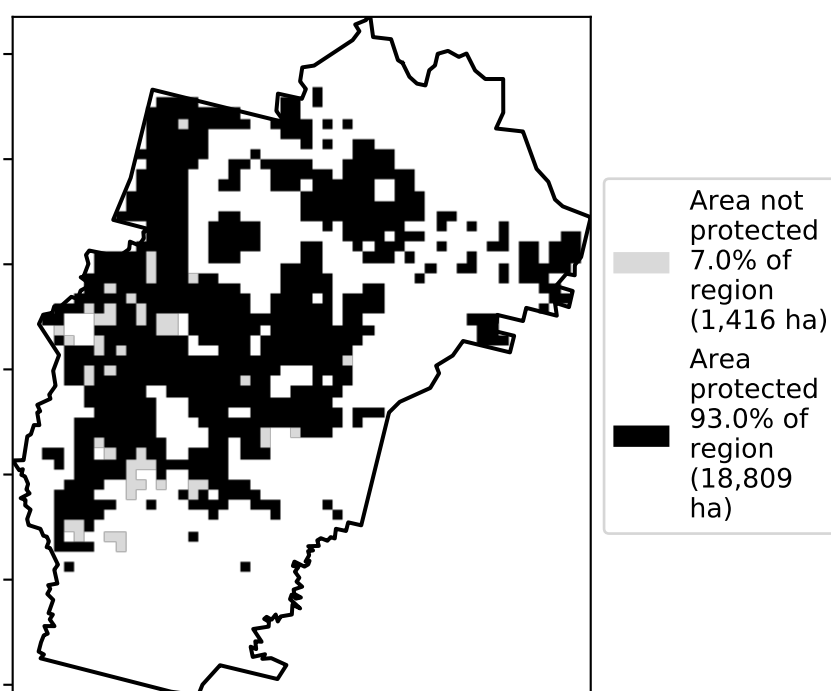 Area not
protected
7.0% of
region
(1,416 ha)
Area
protected
93.0% of
region
(18,809
ha)